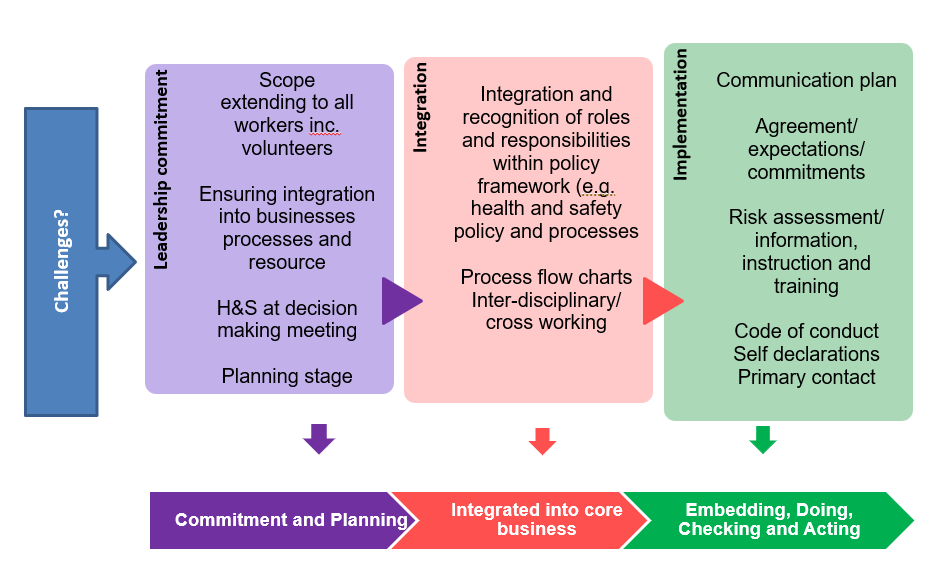 Challenges?
Leadership commitment
Scope
extending to all
workers inc.
volunteers
Ensuring integration
into businesses
processes and
resource
H&S at decision
making meeting
Planning stage
Integration
Integration and
recognition of roles
and responsibilities
within policy
framework (e.g.
health and safety
policy and processes
Process flow charts
Inter-disciplinary/
cross working
Implementation
Communication plan
Agreement/
expectations/
commitments
Risk assessment/
information,
instruction and
training
Code of conduct
Self declarations
Primary contact
Commitment and Planning
Integrated into core
business
Embedding, Doing,
Checking and Acting